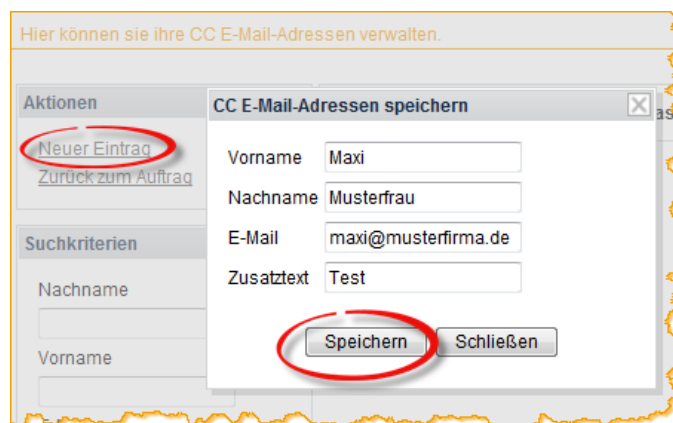 Hier können sie ihre CC E-Mail-Adressen verwalten.
Aktionen
Neuer Eintrag
Zurück zum Auftrag
Suchkriterien
Nachname
Vorname
CC E-Mail-Adressen speichern
Vorname Maxi
Nachname Musterfrau
E-Mail maxi@musterfirma.de
Zusatztext Test
Speichern Schließen